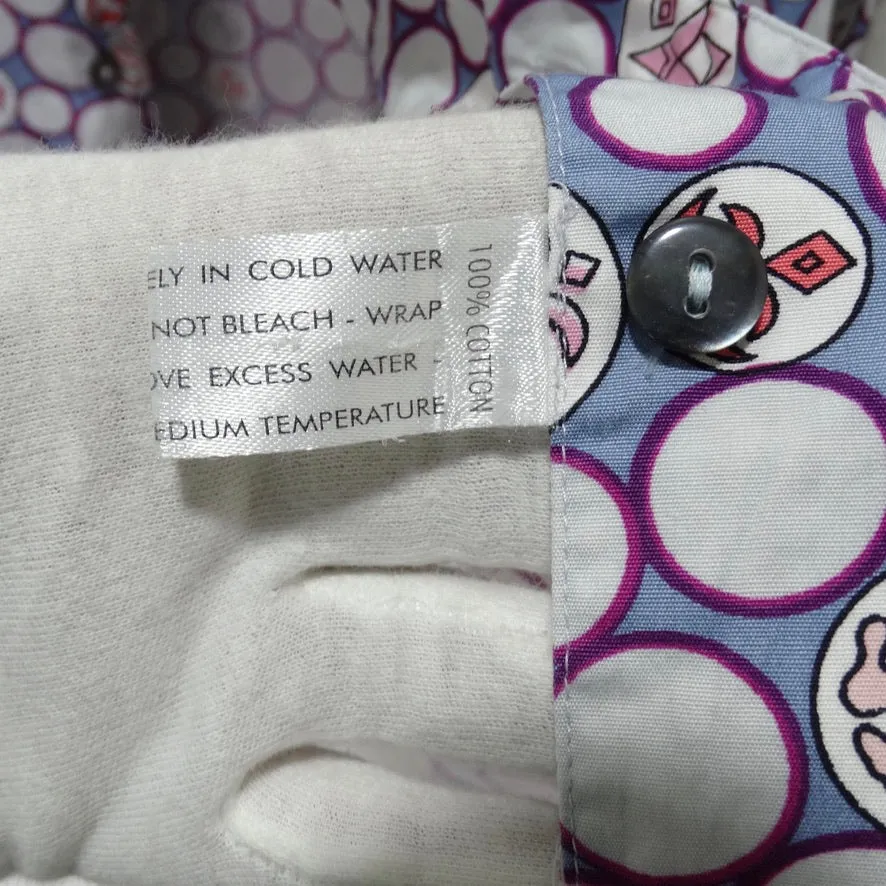 ELY IN COLD WATER
NOT BLEACH - WRAP
OVE EXCESS WATER -
EDIUM TEMPERATURE
100% COTTON